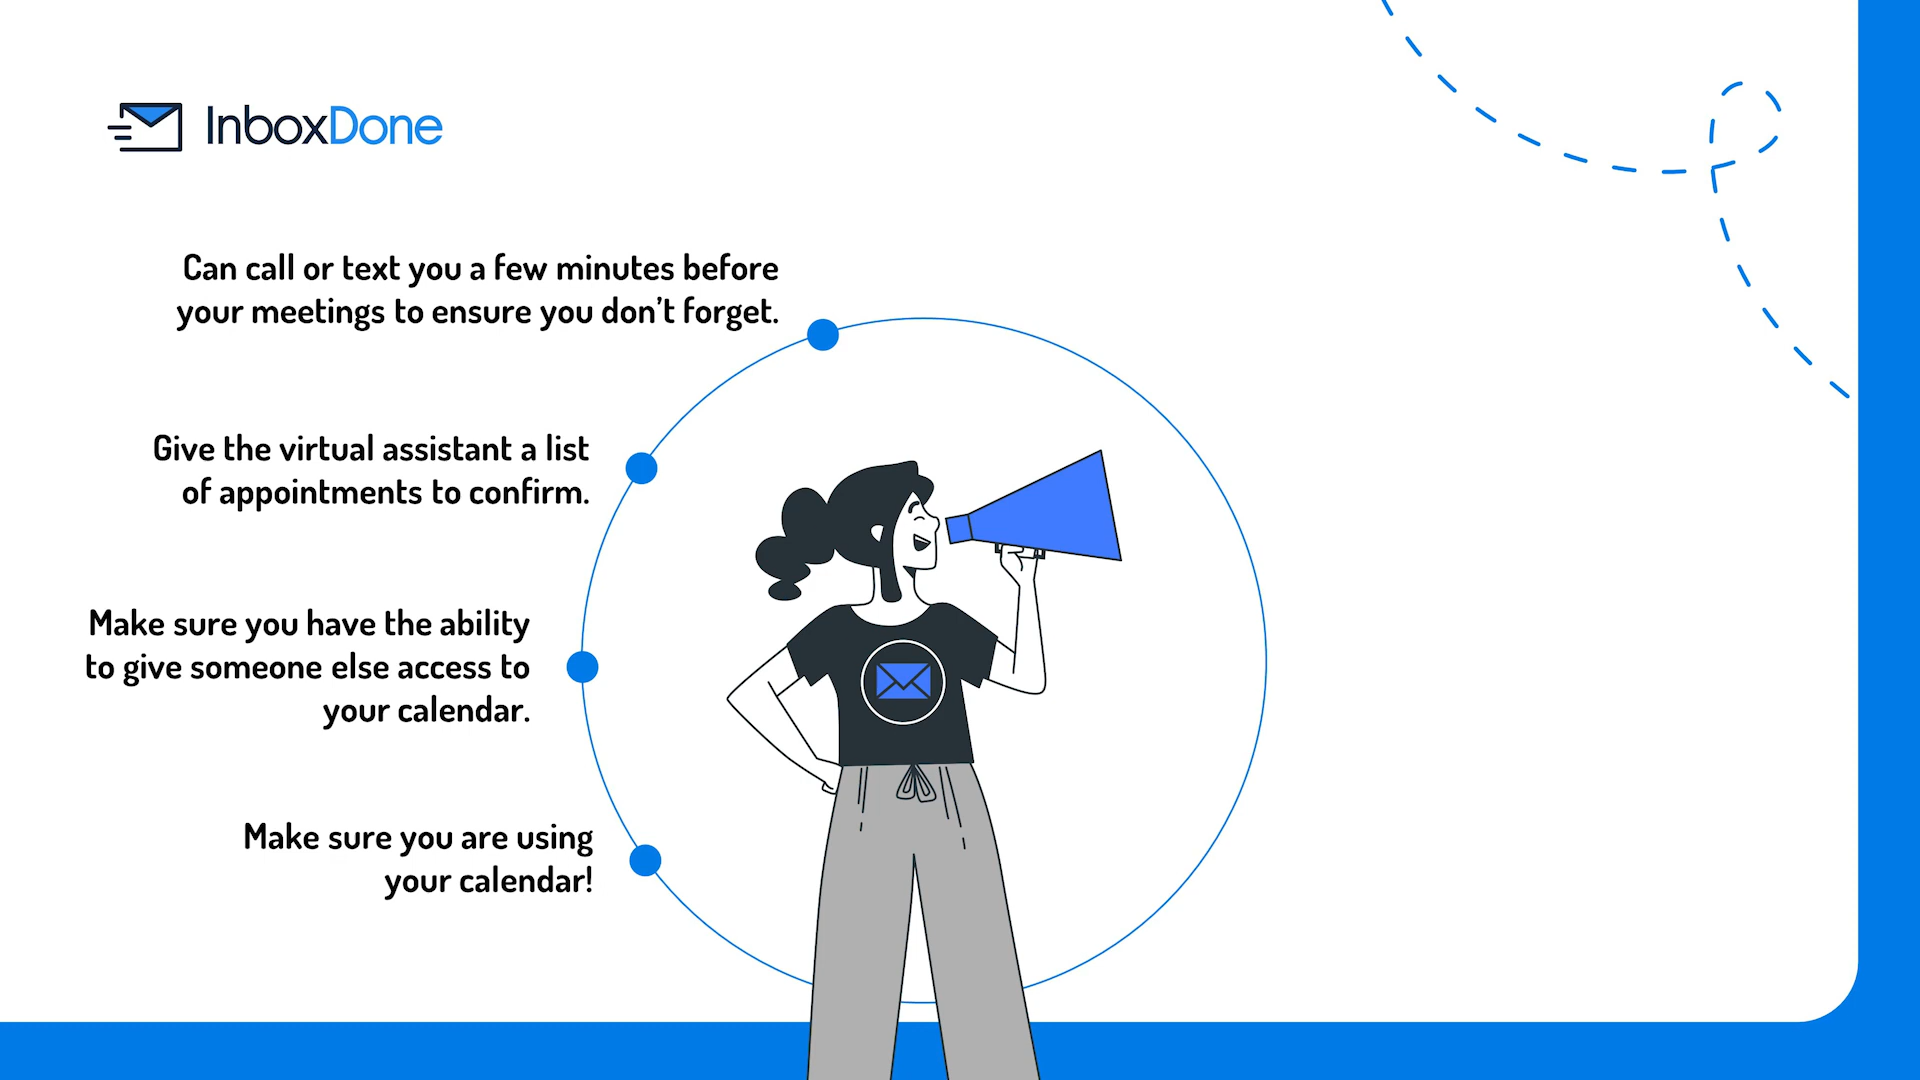 InboxDone
Can call or text you a few minutes before
your meetings to ensure you don't forget.
Give the virtual assistant a list
of appointments to confirm.
Make sure you have the ability
to give someone else access to
your calendar.
Make sure you are using
your calendar!